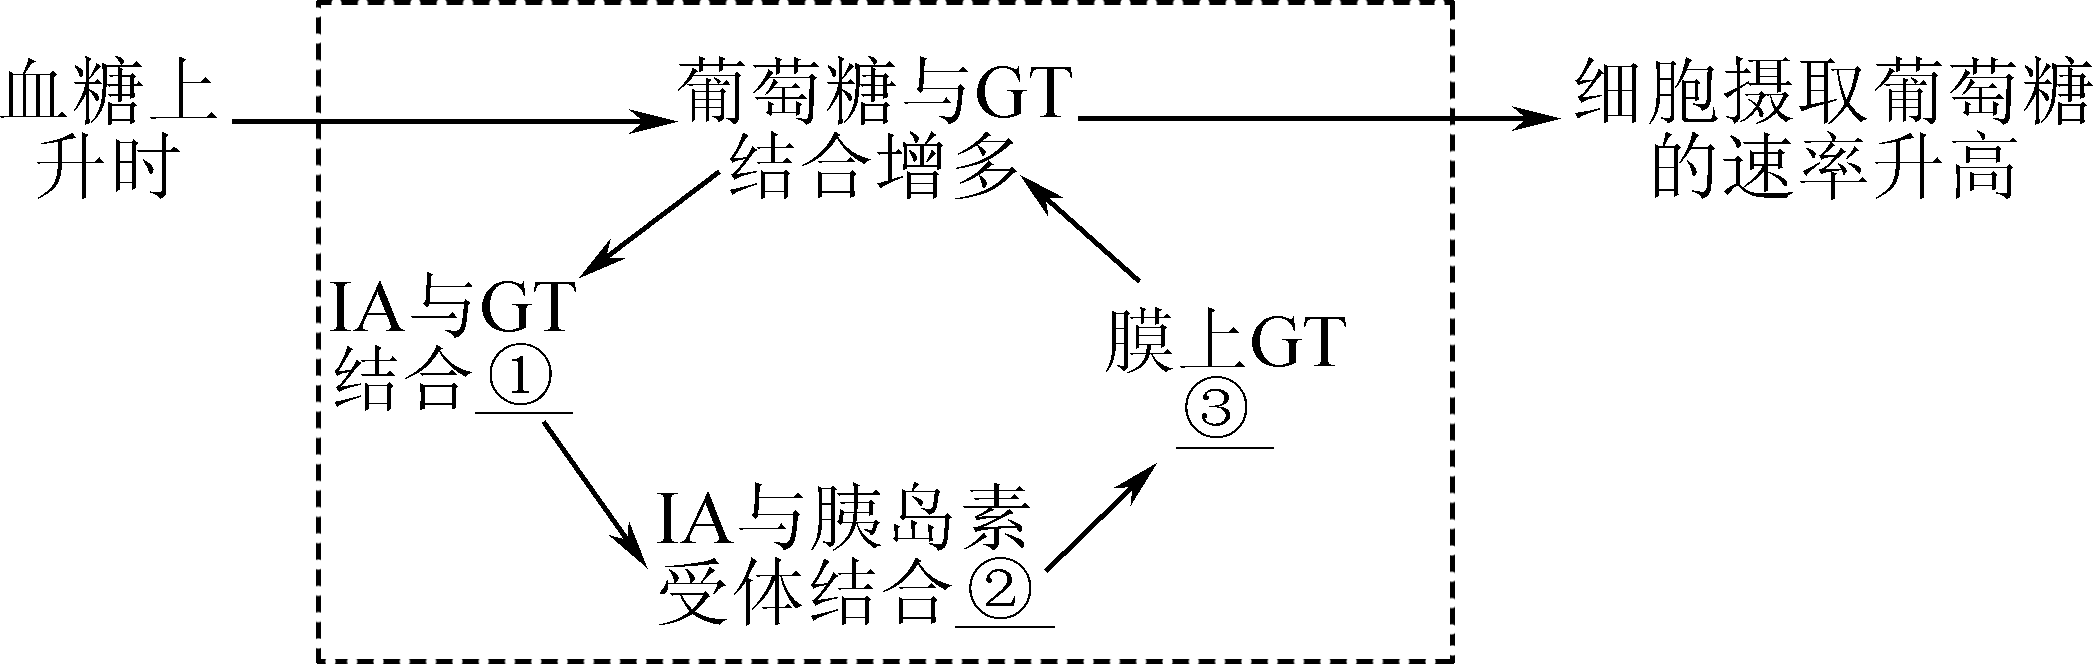 血糖上
升时
葡萄糖与GT
结合增多
细胞摄取葡萄糖
的速率升高
IA与GT
结合①
膜上GT
③
IA与胰岛素
受体结合②